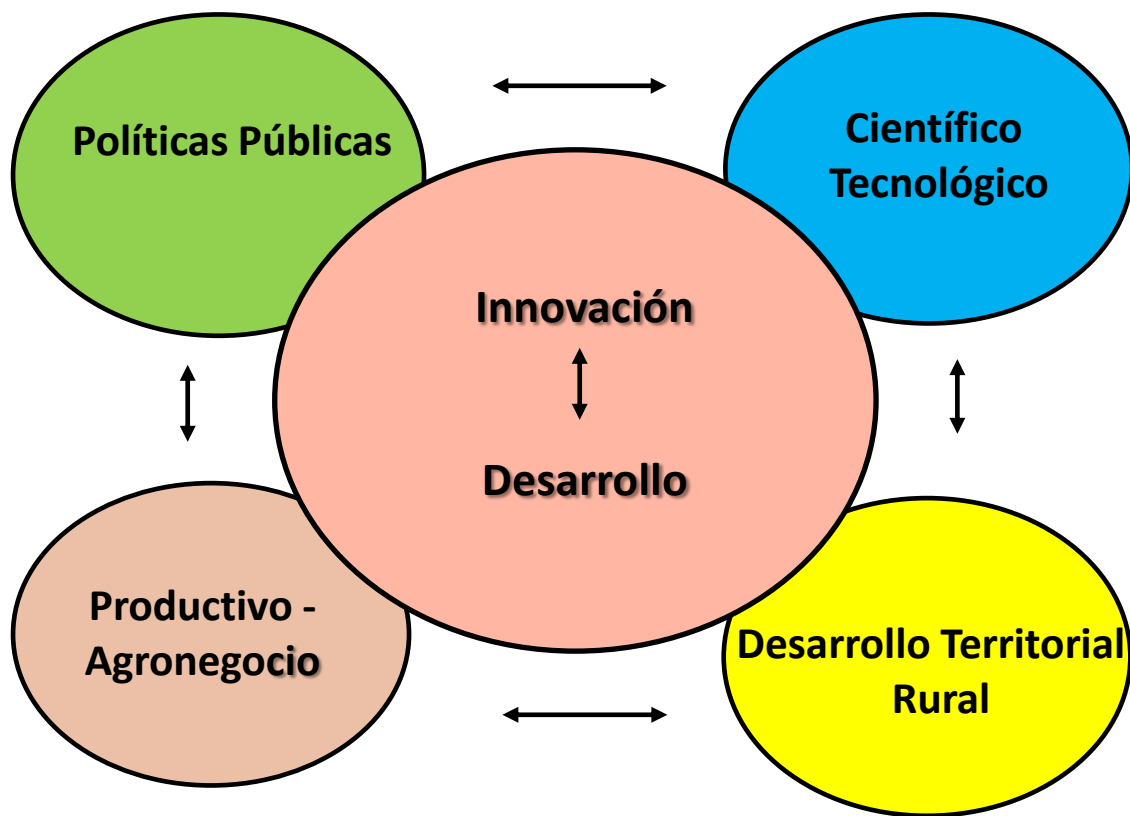 Políticas Públicas
Científico
Tecnológico
Innovación
Desarrollo
Productivo -
Agronegocio
Desarrollo Territorial
Rural